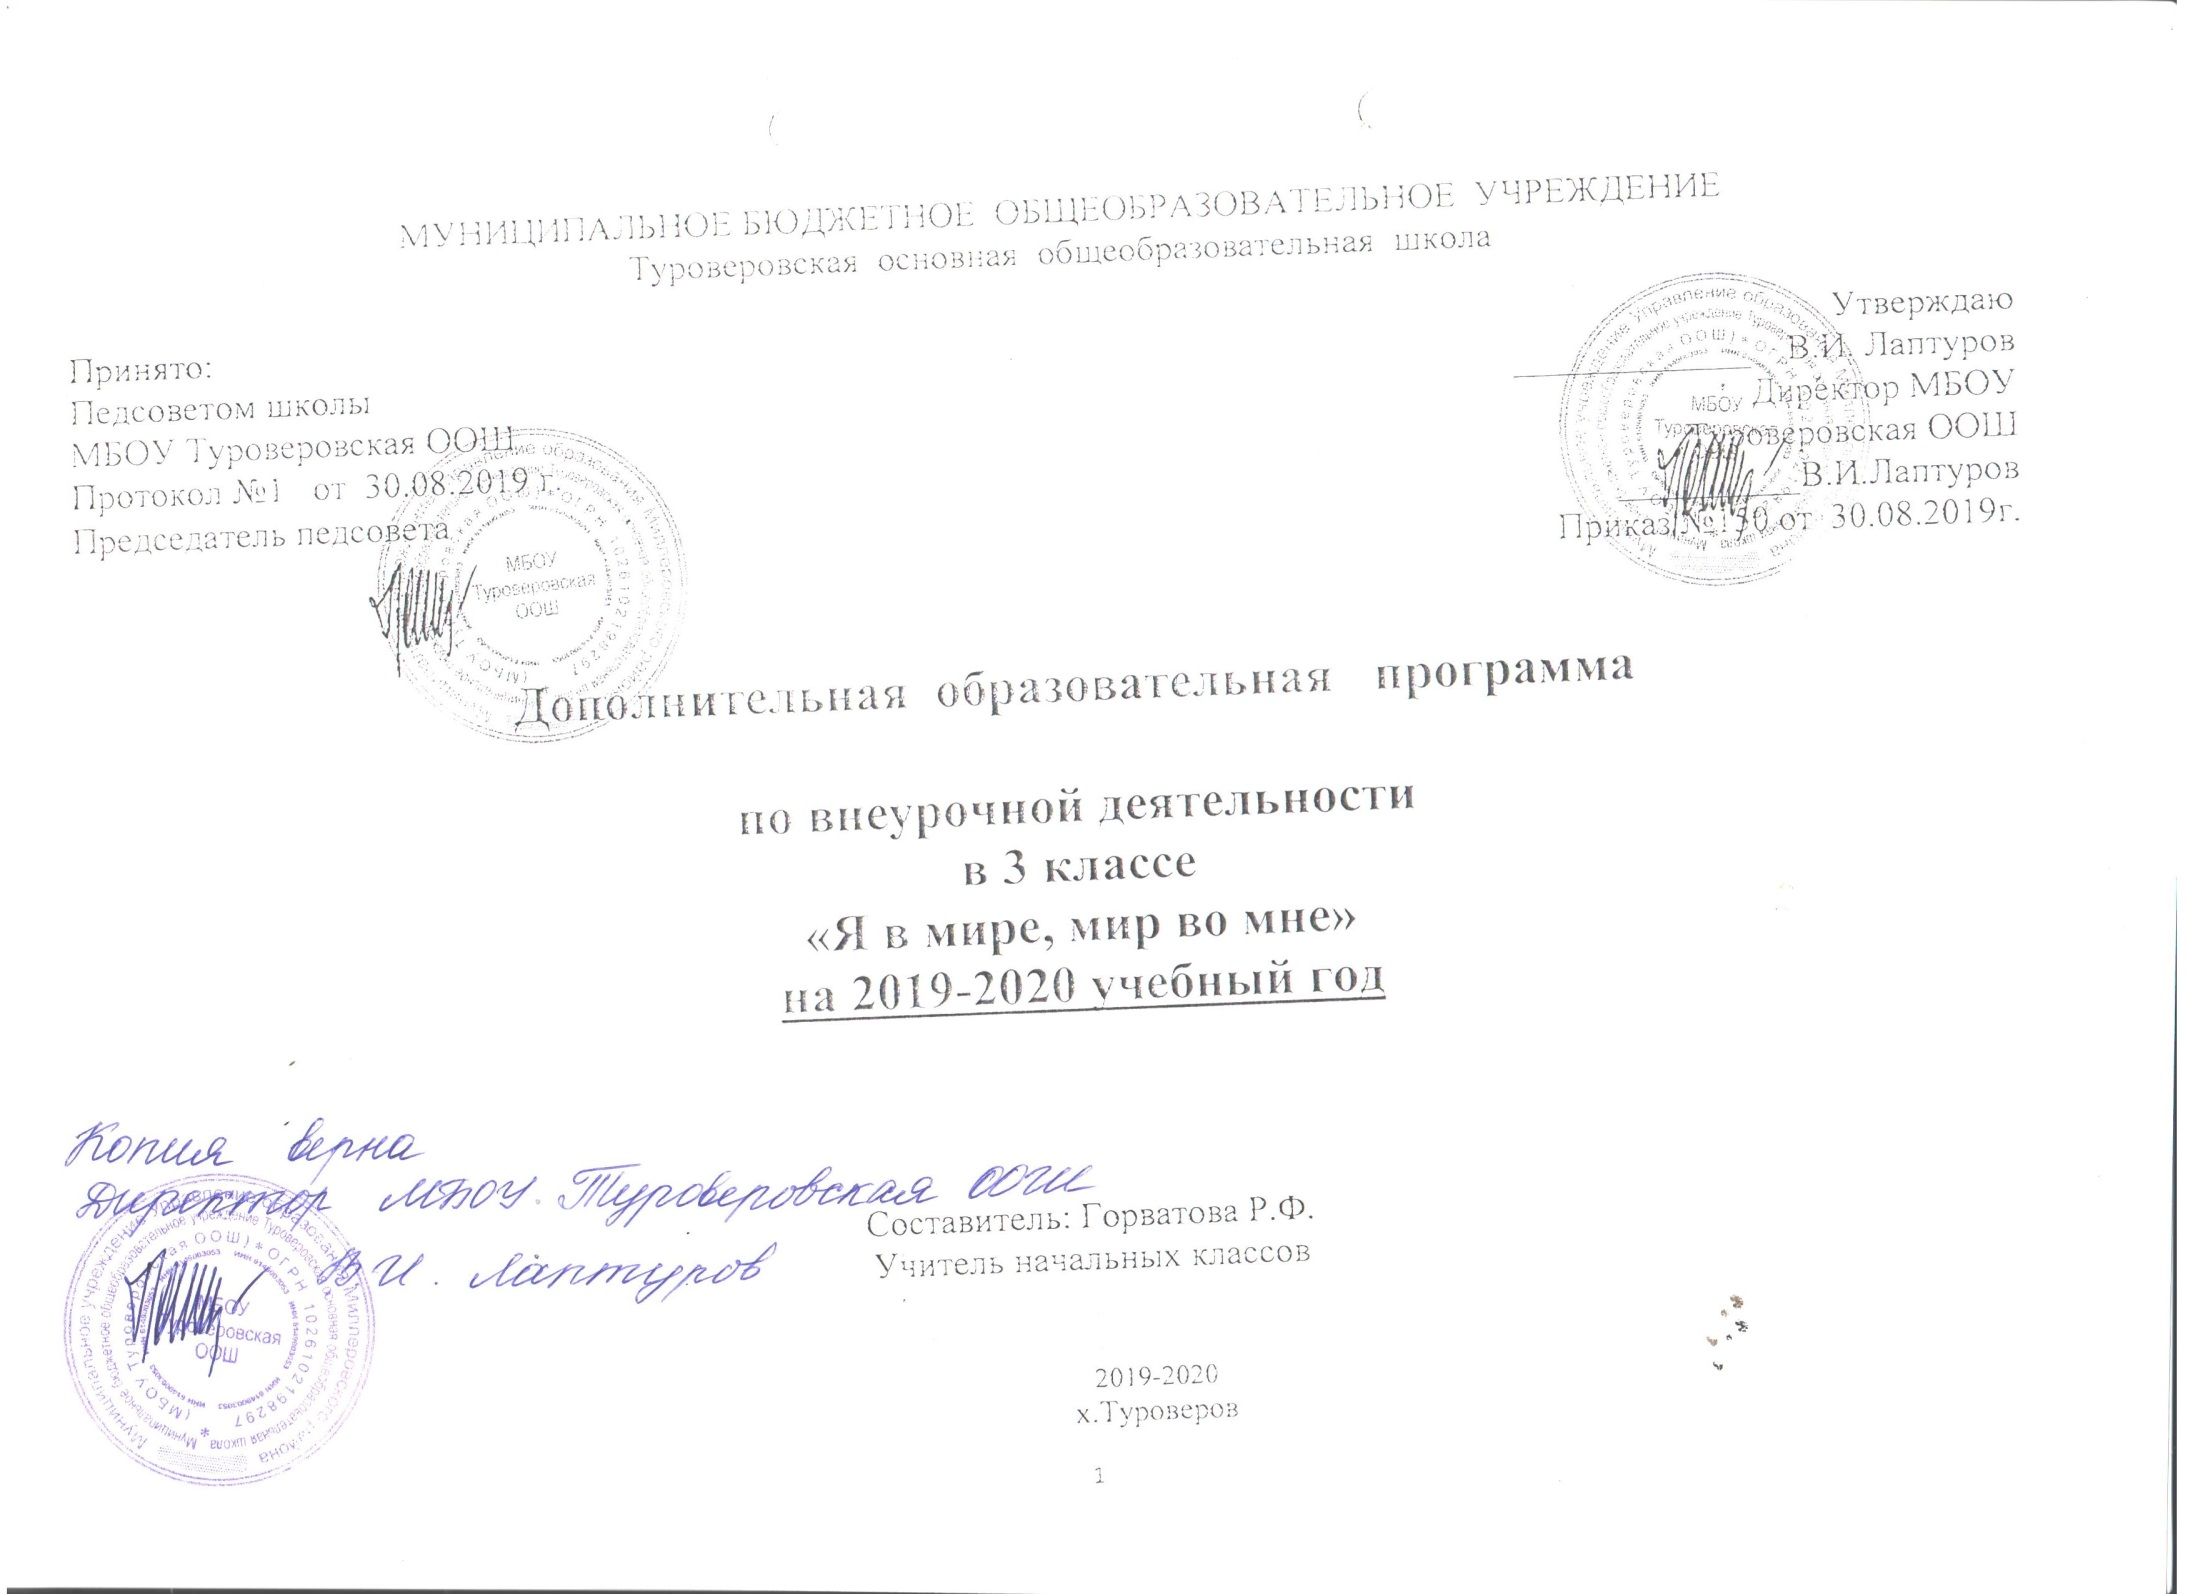 МУНИЦИПАЛЬНОЕ БЮДЖЕТНОЕ ОБЩЕОБРАЗОВАТЕЛЬНОЕ УЧРЕЖДЕНИЕ
Туроверовская основная общеобразовательная школа
Утверждаю
В.И. Лаптуров
Директор МБОУ
Туроверовская ООШ
В.И.Лаптуров
Приказ №130 от 30.08.2019г.
Принято:
Педсоветом школы
МБОУ Туроверовская ООШ
Протокол №1 от 30.08.2019 г.
Председатель педсовета
МБОУ
Туроверовская
ООШ
Дополнительная образовательная программа
по внеурочной деятельности
в 3 классе
«Я в мире, мир во мне»
на 2019-2020 учебный год
Копия верна
Директор МБОУ Туроверовская ООШ
В.И. Лаптуров
МБОУ
Туроверовская
ООШ
Составитель: Горватова Р.Ф.
Учитель начальных классов
2019-2020
х.Туроверов
1